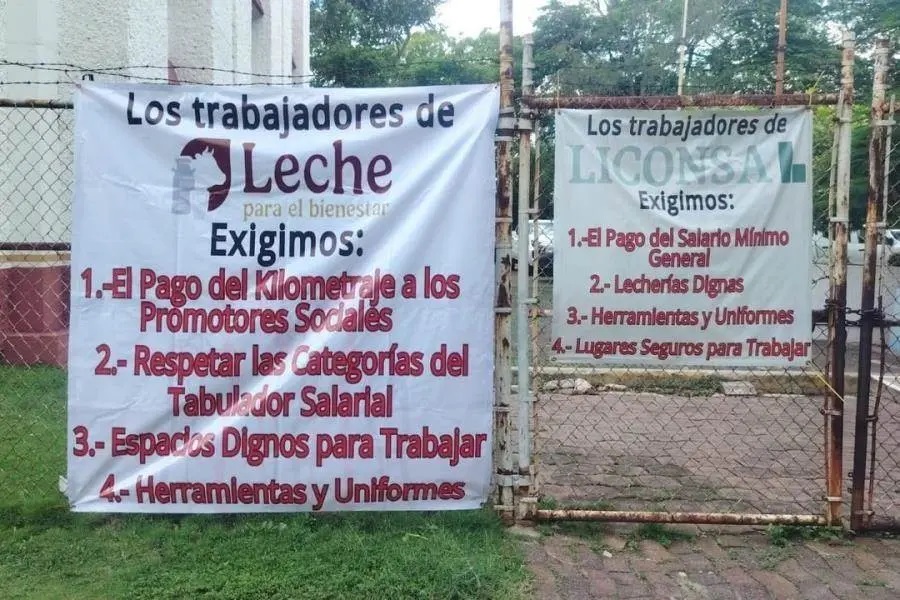 Los trabajadores de
Leche
para el bienestar
Exigimos:
1.-El Pago del Kilometraje a los
Promotores Sociales
2.- Respetar las Categorías del
Tabulador Salarial
3.- Espacios Dignos para Trabajar
4.- Herramientas y Uniformes
Los trabajadores de
LICONSA
Exigimos:
1.-El Pago del Salario Mínimo
General
2.- Lecherías Dignas
3.- Herramientas y Uniformes
4.- Lugares Seguros para Trabajar